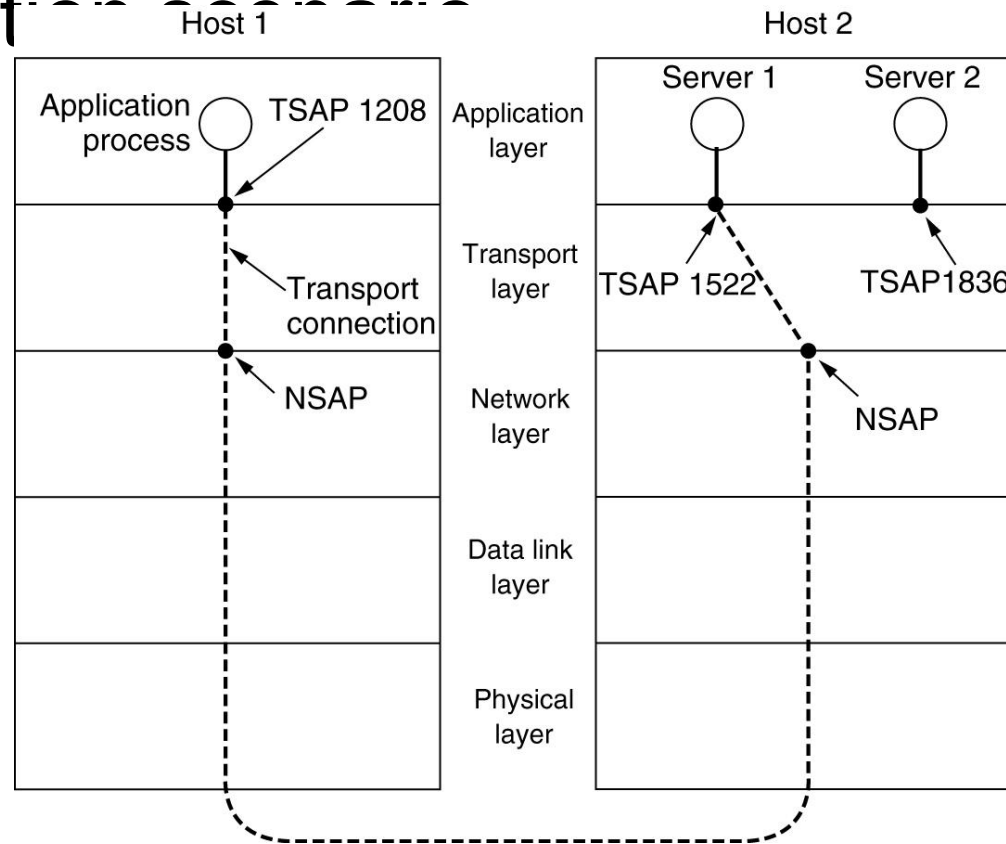 Host 1
Host 2
Application
process
TSAP 1208
Application
layer
Server 1
Server 2
Transport
connection
Transport
layer
TSAP 1522
TSAP1836
NSAP
Network
layer
NSAP
Data link
layer
Physical
layer